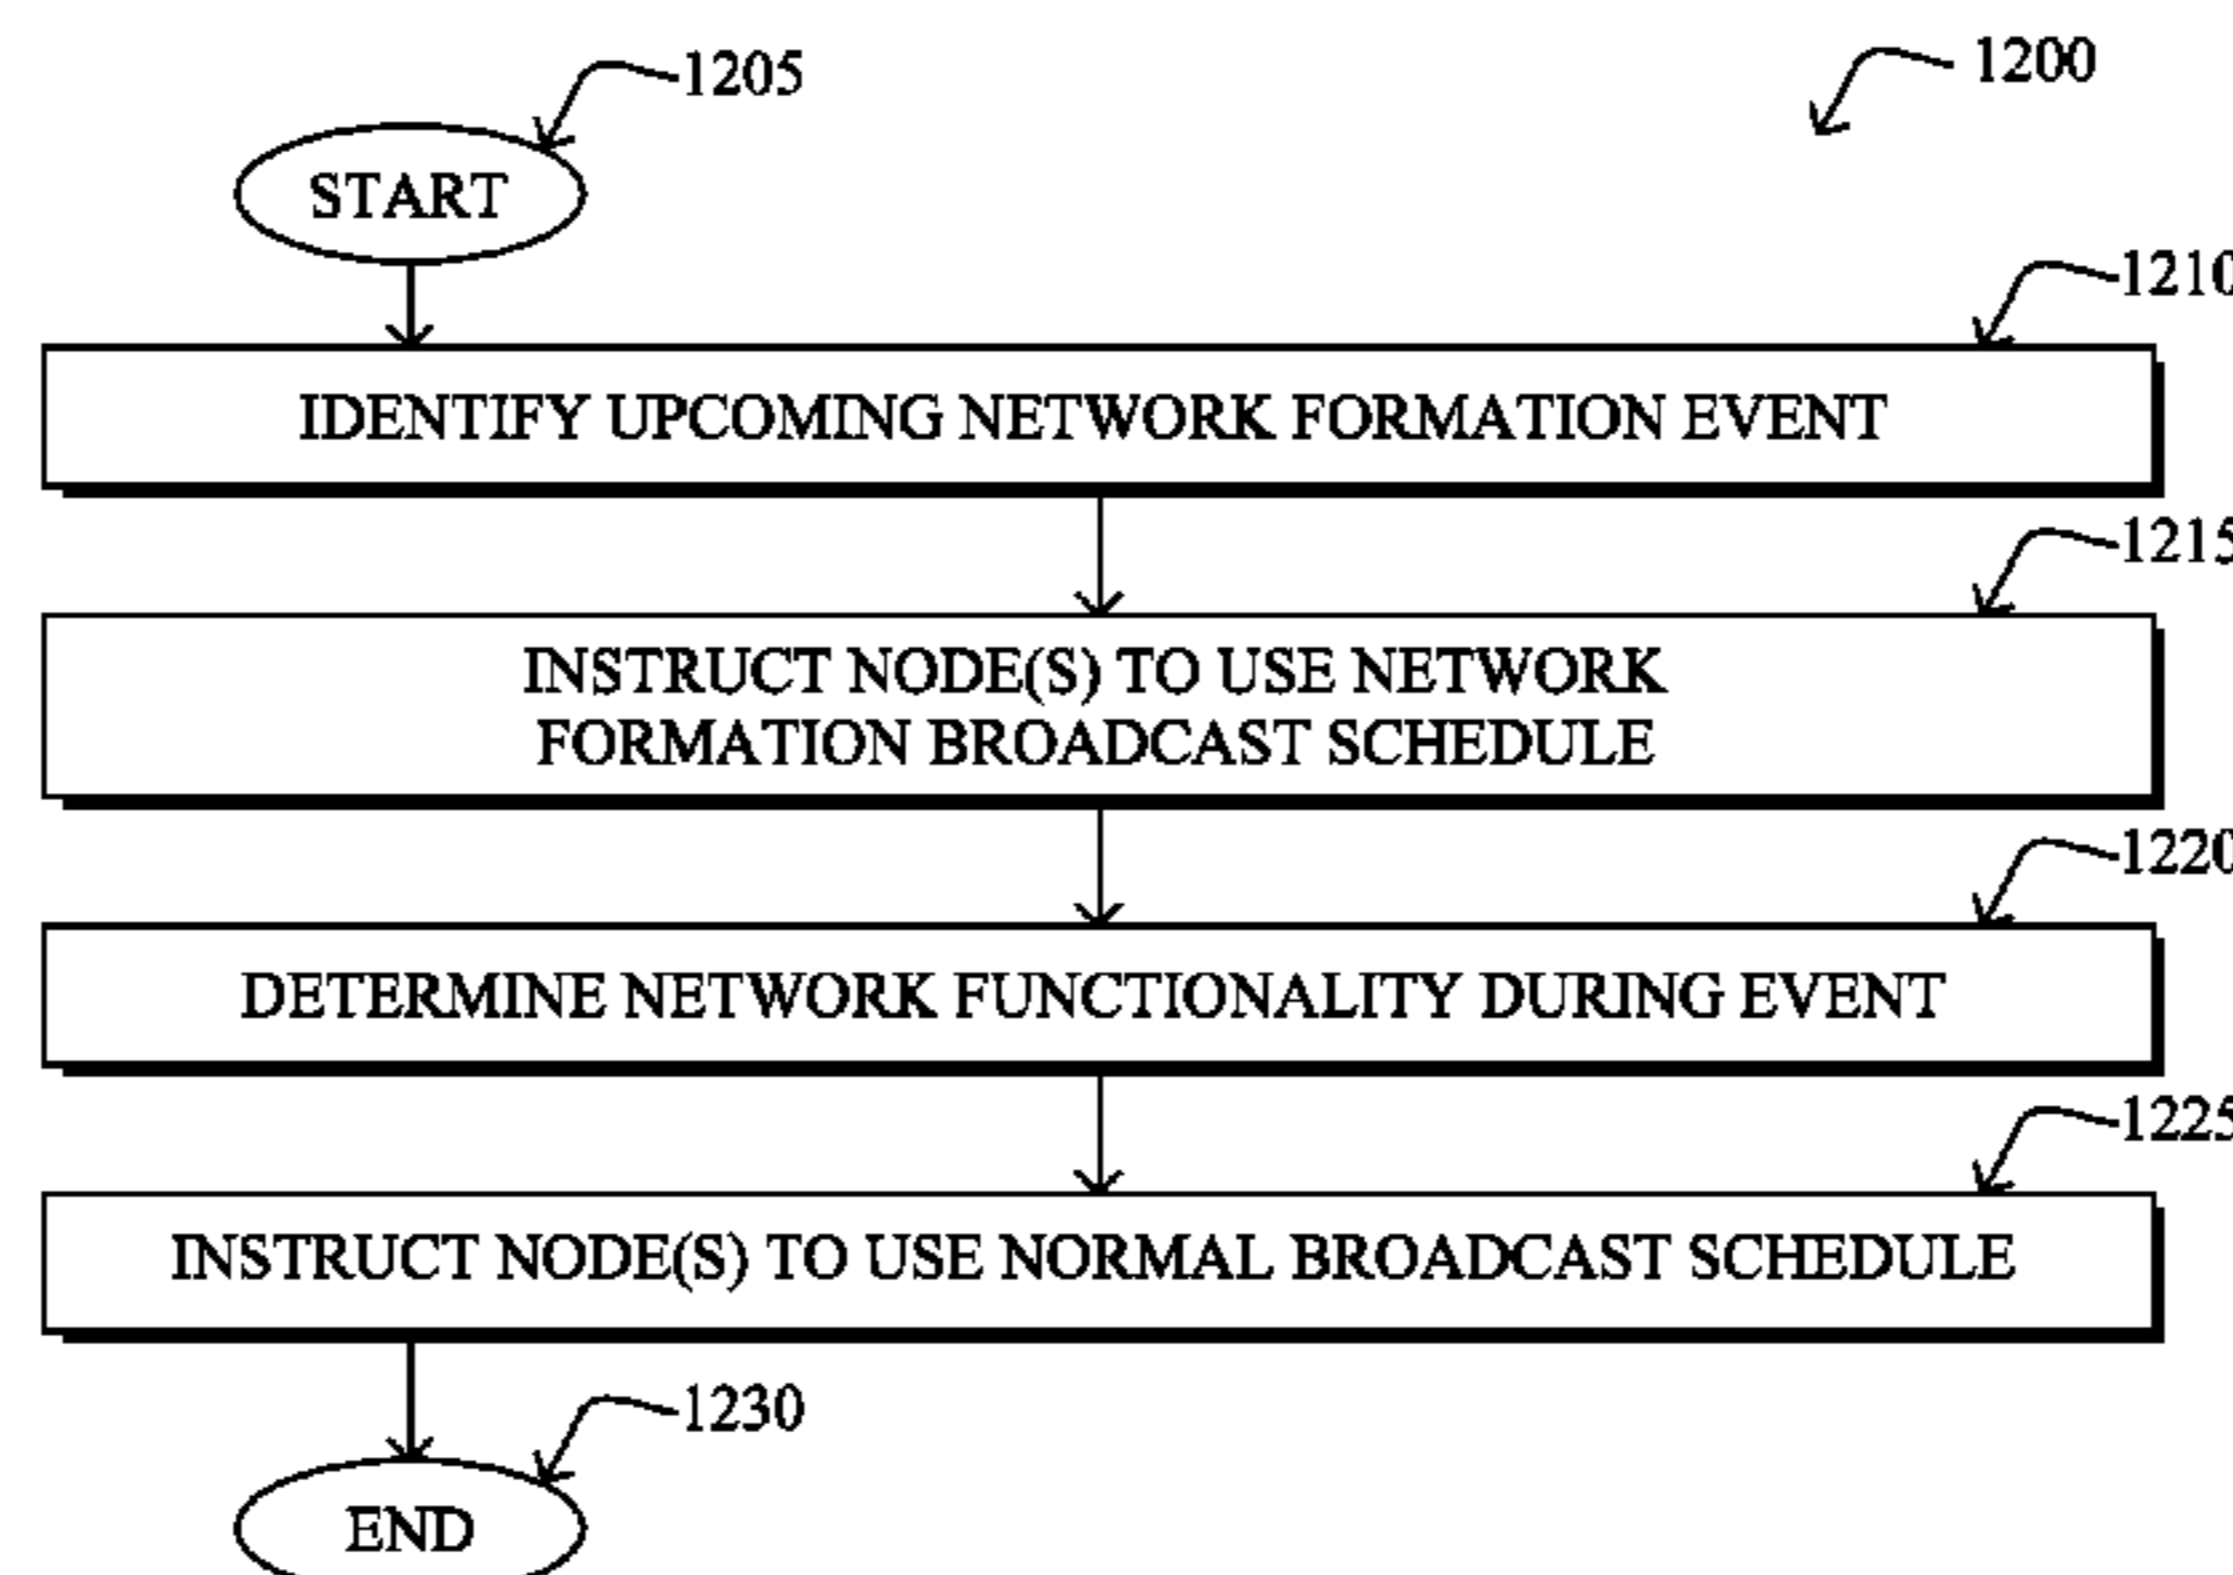 1205
1200
START
1210
IDENTIFY UPCOMING NETWORK FORMATION EVENT
1215
INSTRUCT NODE(S) TO USE NETWORK
FORMATION BROADCAST SCHEDULE
1220
DETERMINE NETWORK FUNCTIONALITY DURING EVENT
1225
INSTRUCT NODE(S) TO USE NORMAL BROADCAST SCHEDULE
1230
END